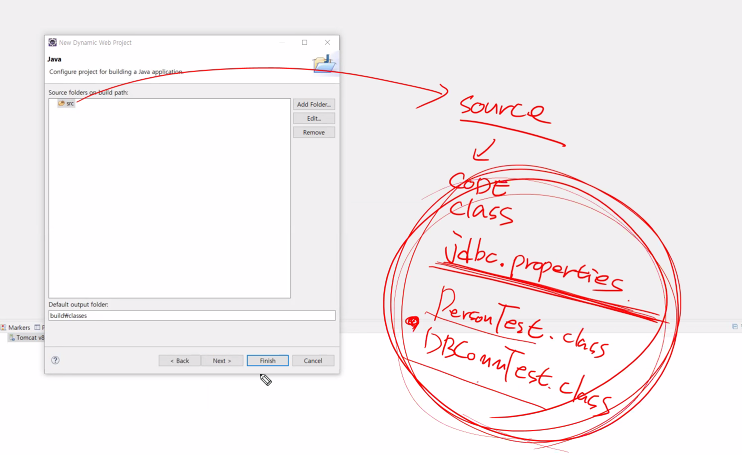 New Dynamic Web Project
Java
Configure project for building a Java application.
Source folders on build path:
src
Add Folder...
Edit...
Remove
Default output folder:
build₩classes
< Back
Next >
Finish
Cancel
source
CODE
class
jdbc.properties
PersonTest.class
DBConnTest.class
Markers
Tomcat v8